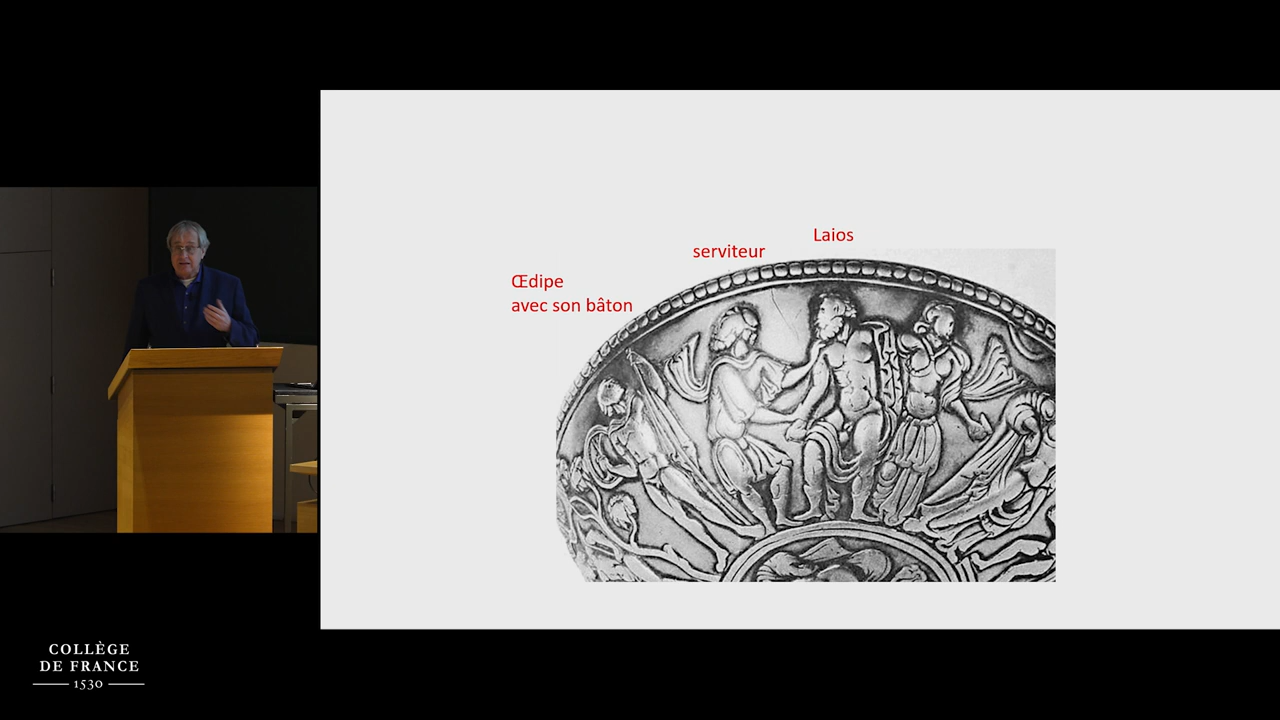 Laios
serviteur
Œdipe
avec son bâton
COLLÈGE
DE FRANCE
1530